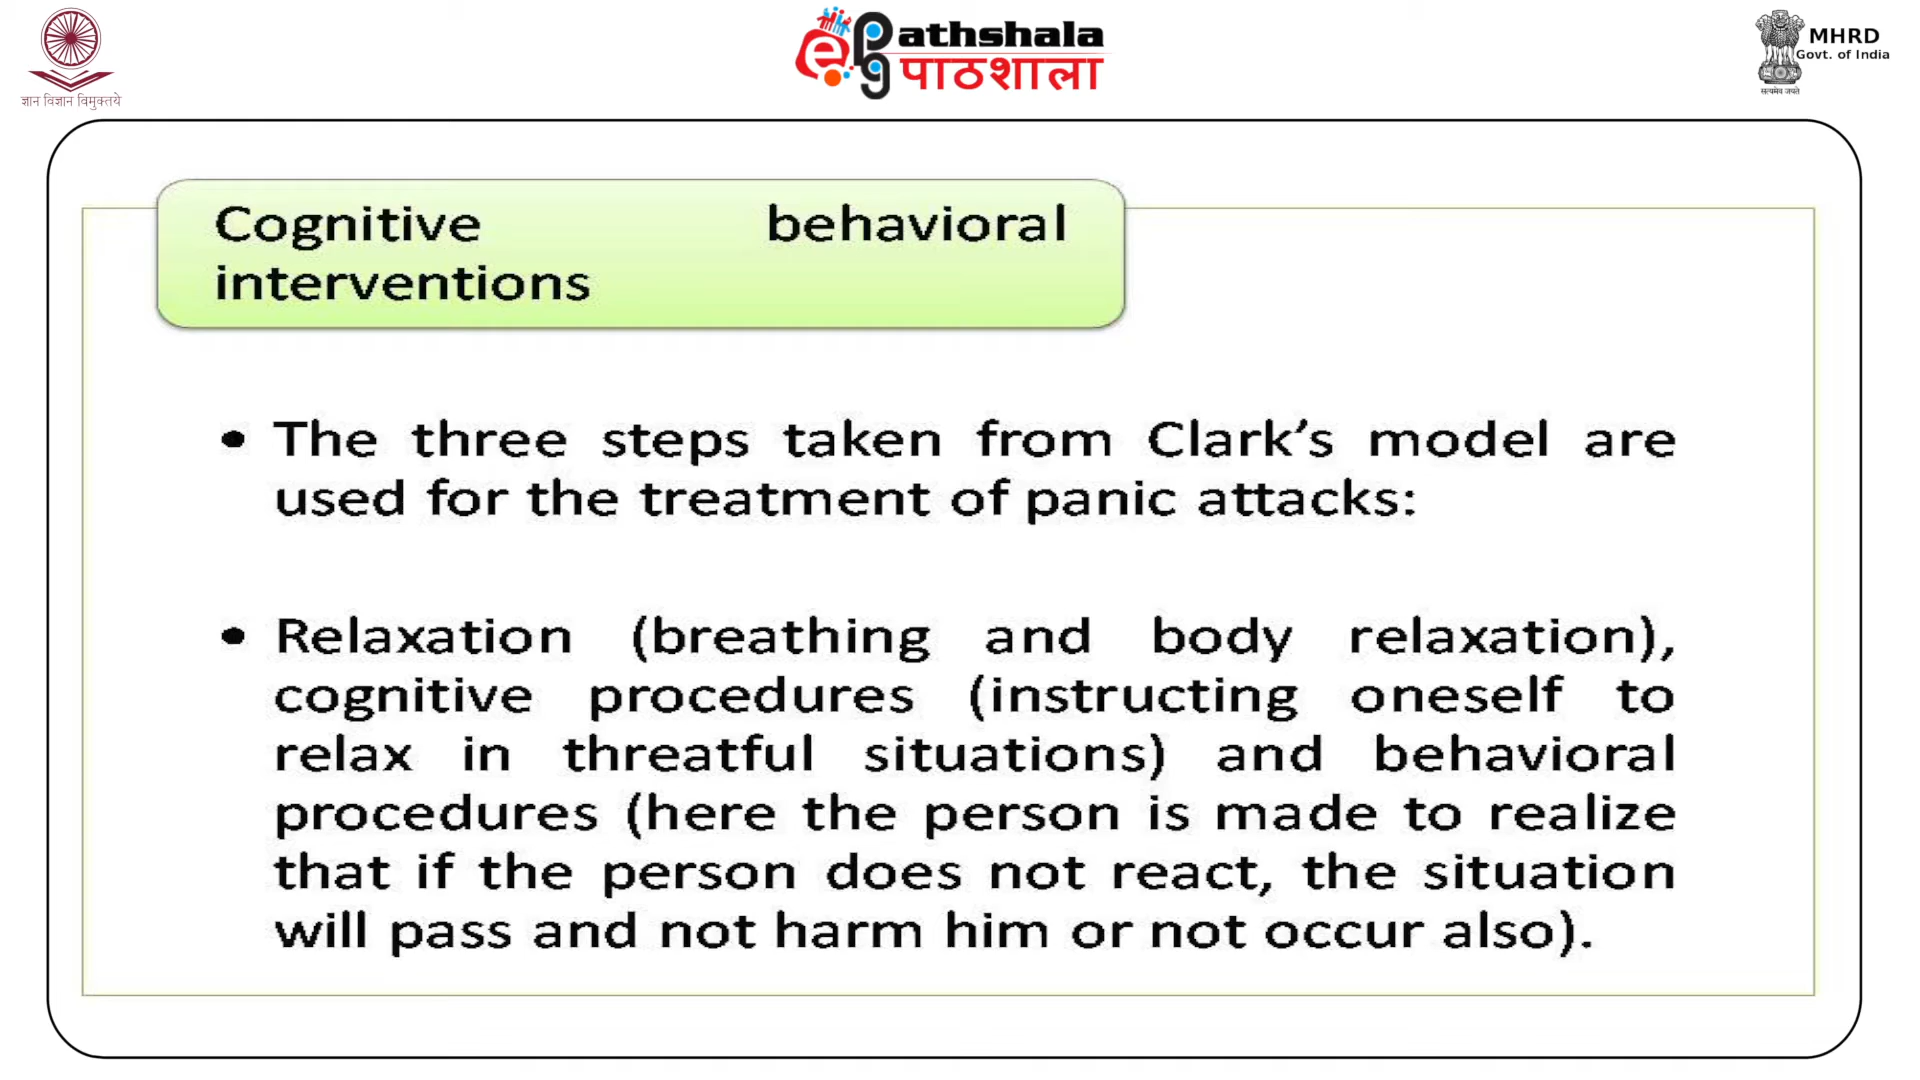 ज्ञान विज्ञान विमुक्तये
ePathshala
पाठशाला
MHRD
Govt. of India
सत्यमेव जयते
Cognitive behavioral
interventions
• The three steps taken from Clark's model are
used for the treatment of panic attacks:
• Relaxation (breathing and body relaxation),
cognitive procedures (instructing oneself to
relax in threatful situations) and behavioral
procedures (here the person is made to realize
that if the person does not react, the situation
will pass and not harm him or not occur also).